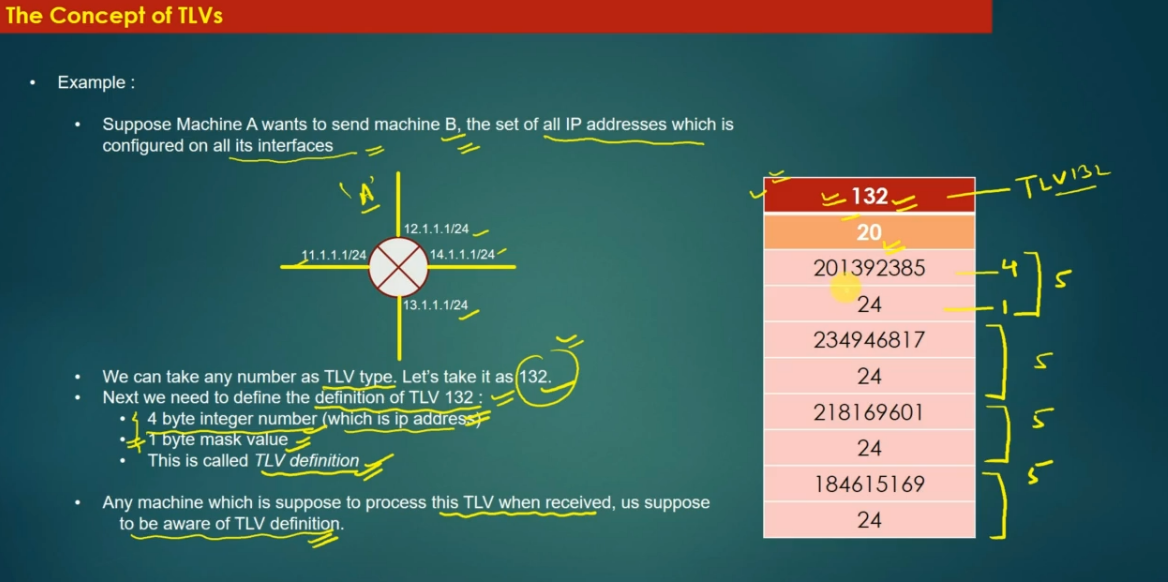 The Concept of TLVs
• Example :
• Suppose Machine A wants to send machine B, the set of all IP addresses which is
configured on all its interfaces
'A'
12.1.1.1/24
11.1.1.1/24
14.1.1.1/24
13.1.1.1/24
• We can take any number as TLV type. Let's take it as 132.
• Next we need to define the definition of TLV 132 :
• 4 byte integer number (which is ip address)
• 1 byte mask value
• This is called TLV definition
• Any machine which is suppose to process this TLV when received, us suppose
to be aware of TLV definition.
132
TLV132
20
201392385
4
5
24
1
234946817
5
24
218169601
5
24
184615169
5
24